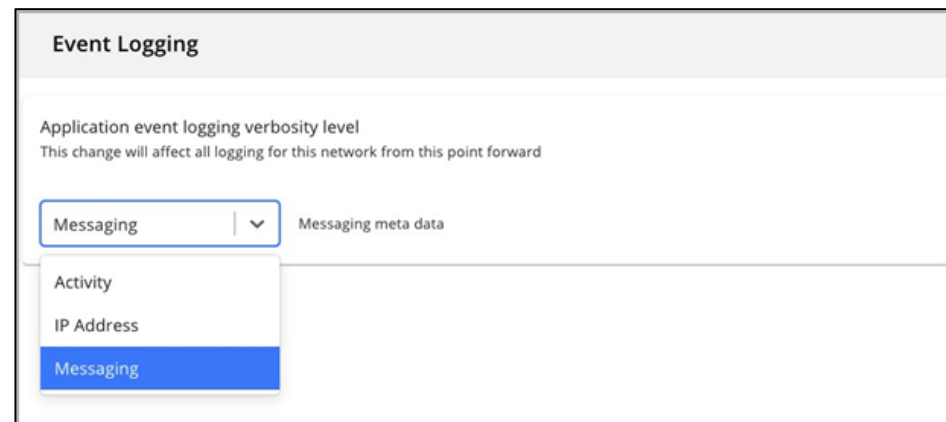 Event Logging
Application event logging verbosity level
This change will affect all logging for this network from this point forward
Messaging
Messaging meta data
Activity
IP Address
Messaging